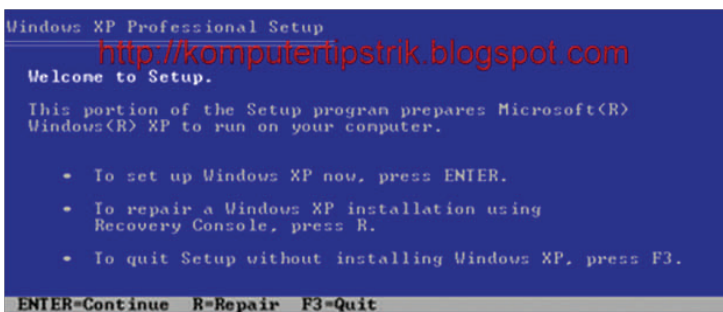 Windows XP Professional Setup
http://komputertipstrik.blogspot.com
Welcome to Setup.
This portion of the Setup program prepares Microsoft(R)
Windows(R) XP to run on your computer.
• To set up Windows XP now, press ENTER.
• To repair a Windows XP installation using
Recovery Console, press R.
• To quit Setup without installing Windows XP, press F3.
ENTER=Continue R=Repair F3=Quit